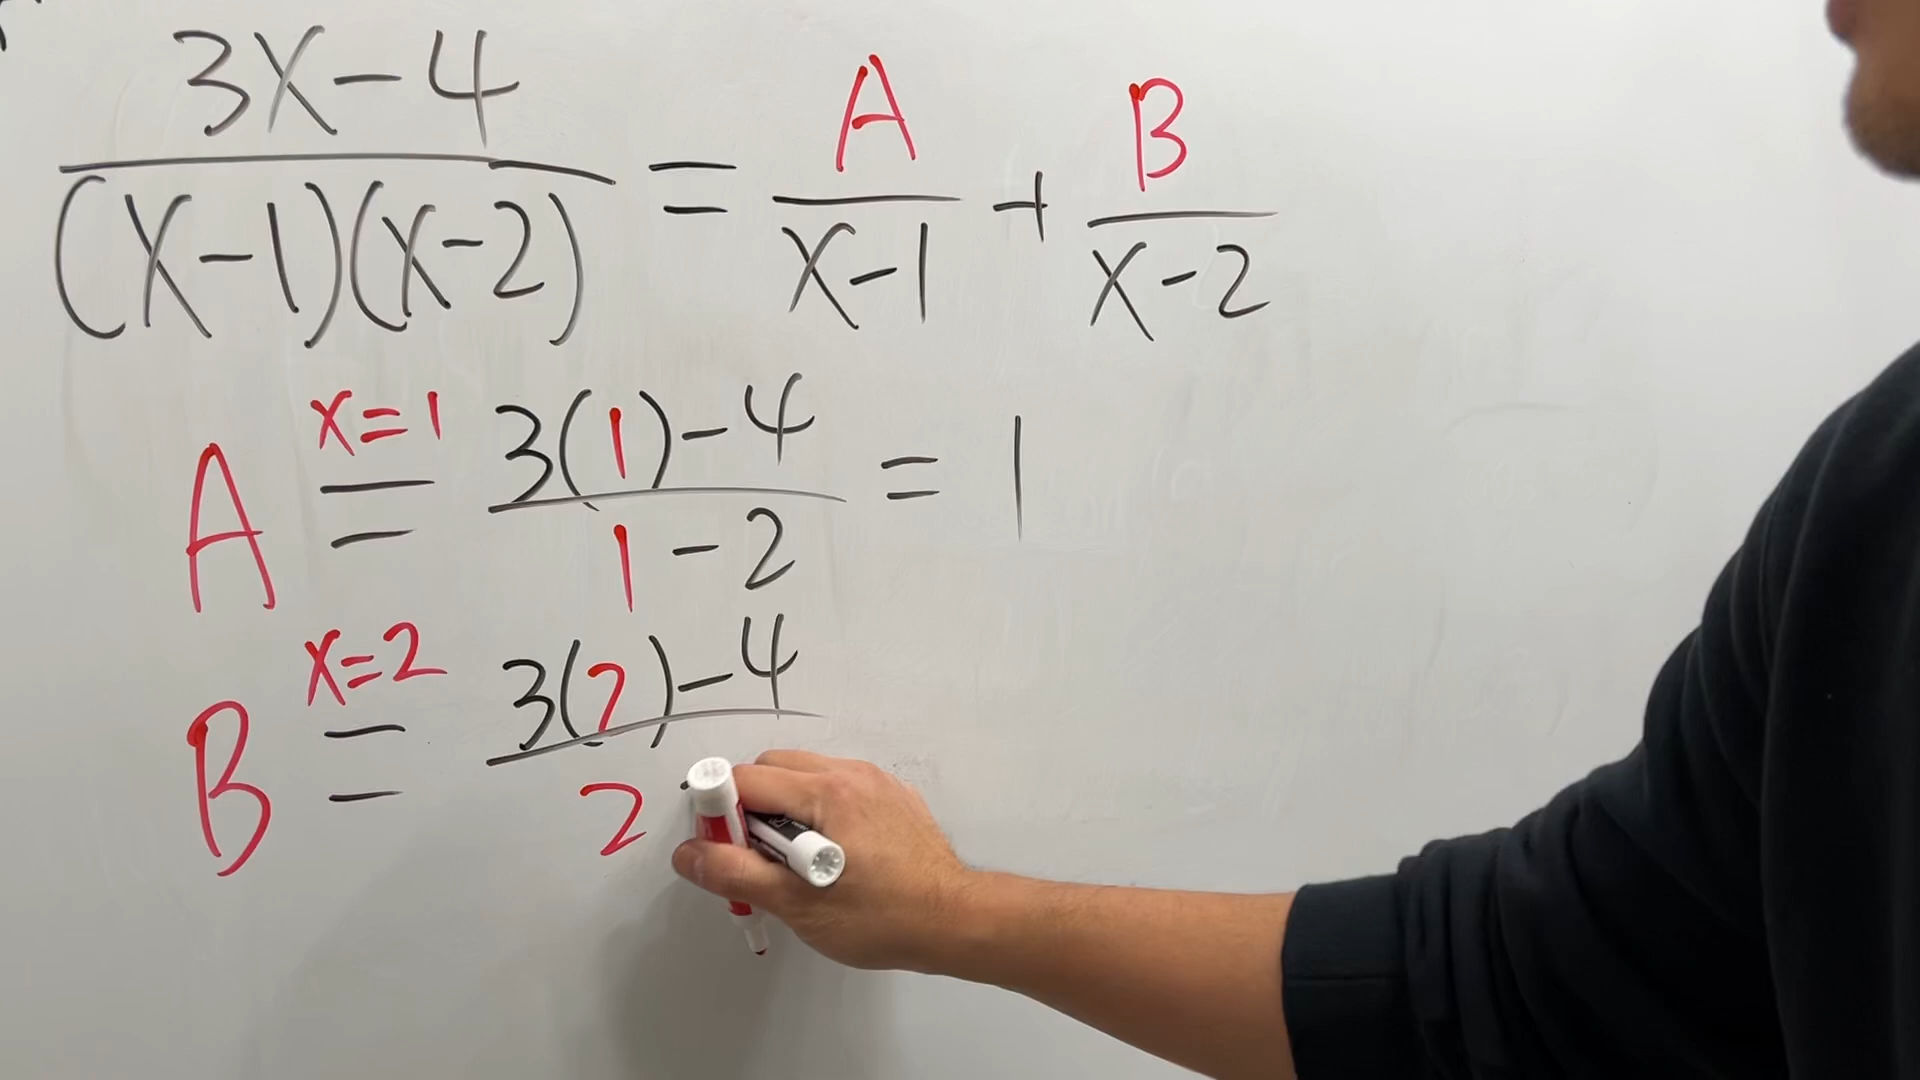 3x-4 / (x-1)(x-2) = A / x-1 + B / x-2
A = x=1 3(1)-4 / 1-2 = 1
B = x=2 3(2)-4 / 2